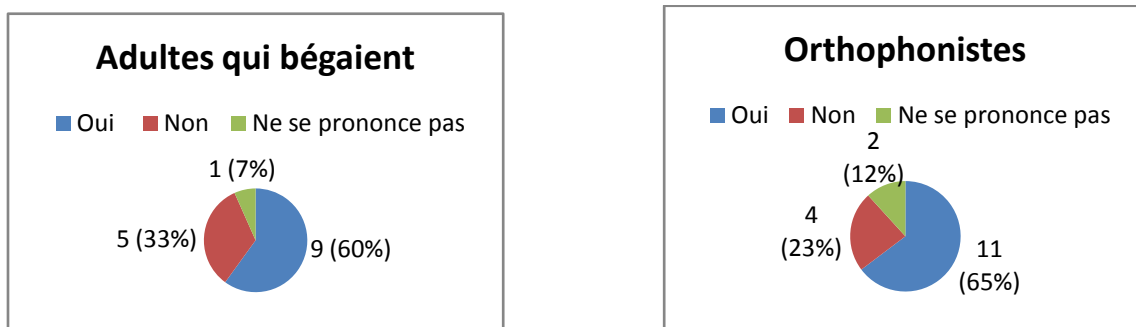 Adultes qui bégaient
Oui Non Ne se prononce pas
1 (7%)
5 (33%)
9 (60%)
Orthophonistes
Oui Non Ne se prononce pas
2
(12%)
4
(23%)
11
(65%)